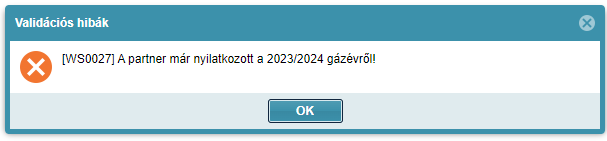 Validációs hibák
[WS0027] A partner már nyilatkozott a 2023/2024 gázévről!
OK